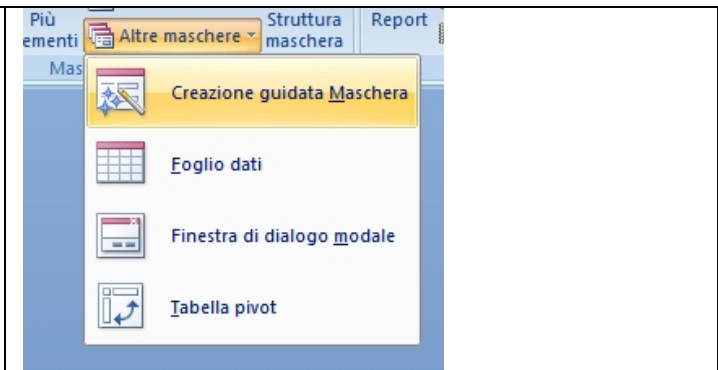 Più
ementi
Altre maschere
Struttura
maschera
Report
Mas
Creazione guidata Maschera
Foglio dati
Finestra di dialogo modale
Tabella pivot